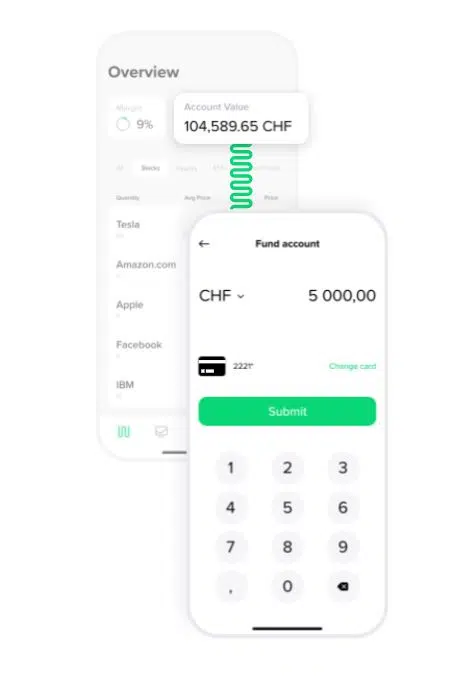 Overview
Margin
9%
Account Value
104,589.65 CHF
All
Stocks
Quantity
Avg Price
Price
Tesla
Amazon.com
Apple
Facebook
IBM
Fund account
CHF
5 000,00
2221*
Change card
Submit
1 2 3
4 5 6
7 8 9
, 0